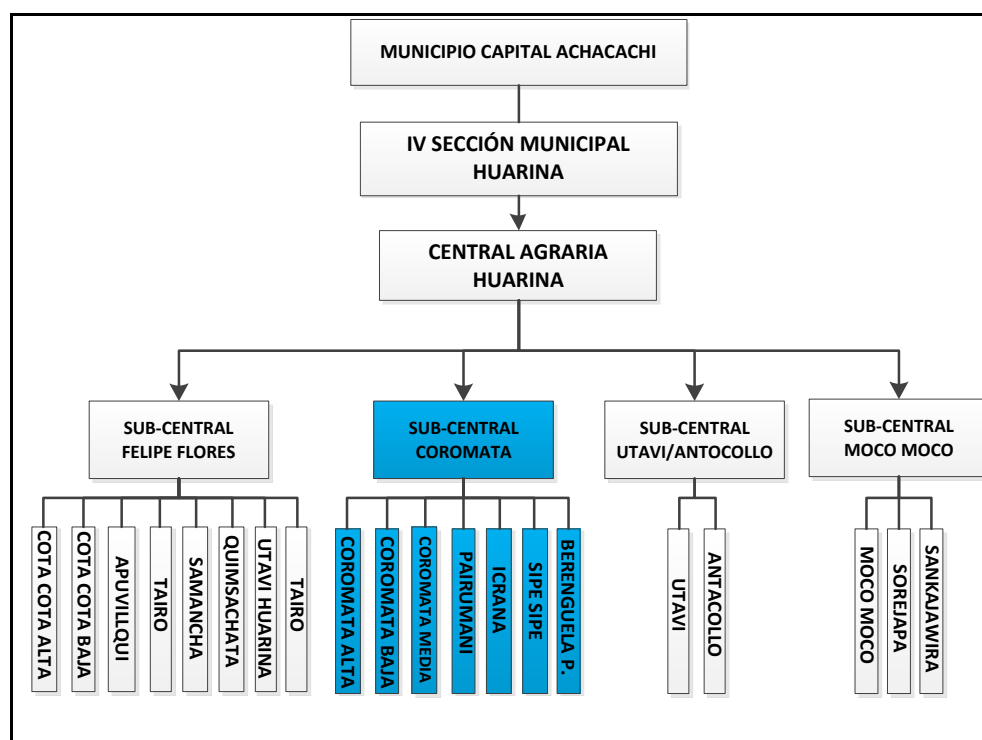 MUNICIPIO CAPITAL ACHACACHI
IV SECCIÓN MUNICIPAL
HUARINA
CENTRAL AGRARIA
HUARINA
SUB-CENTRAL
FELIPE FLORES
SUB-CENTRAL
COROMATA
SUB-CENTRAL
UTAVI/ANTOCOLLO
SUB-CENTRAL
MOCO MOCO
COTA COTA ALTA
COTA COTA BAJA
APUVILLQUI
TAIRO
SAMANCHA
QUIMSACHATA
UTAVI HUARINA
TAIRO
COROMATA ALTA
COROMATA BAJA
COROMATA MEDIA
PAIRUMANI
ICRANA
SIPE SIPE
BERENGUELA P.
UTAVI
ANTACOLLO
MOCO MOCO
SOREJAPA
SANKAJAWIRA